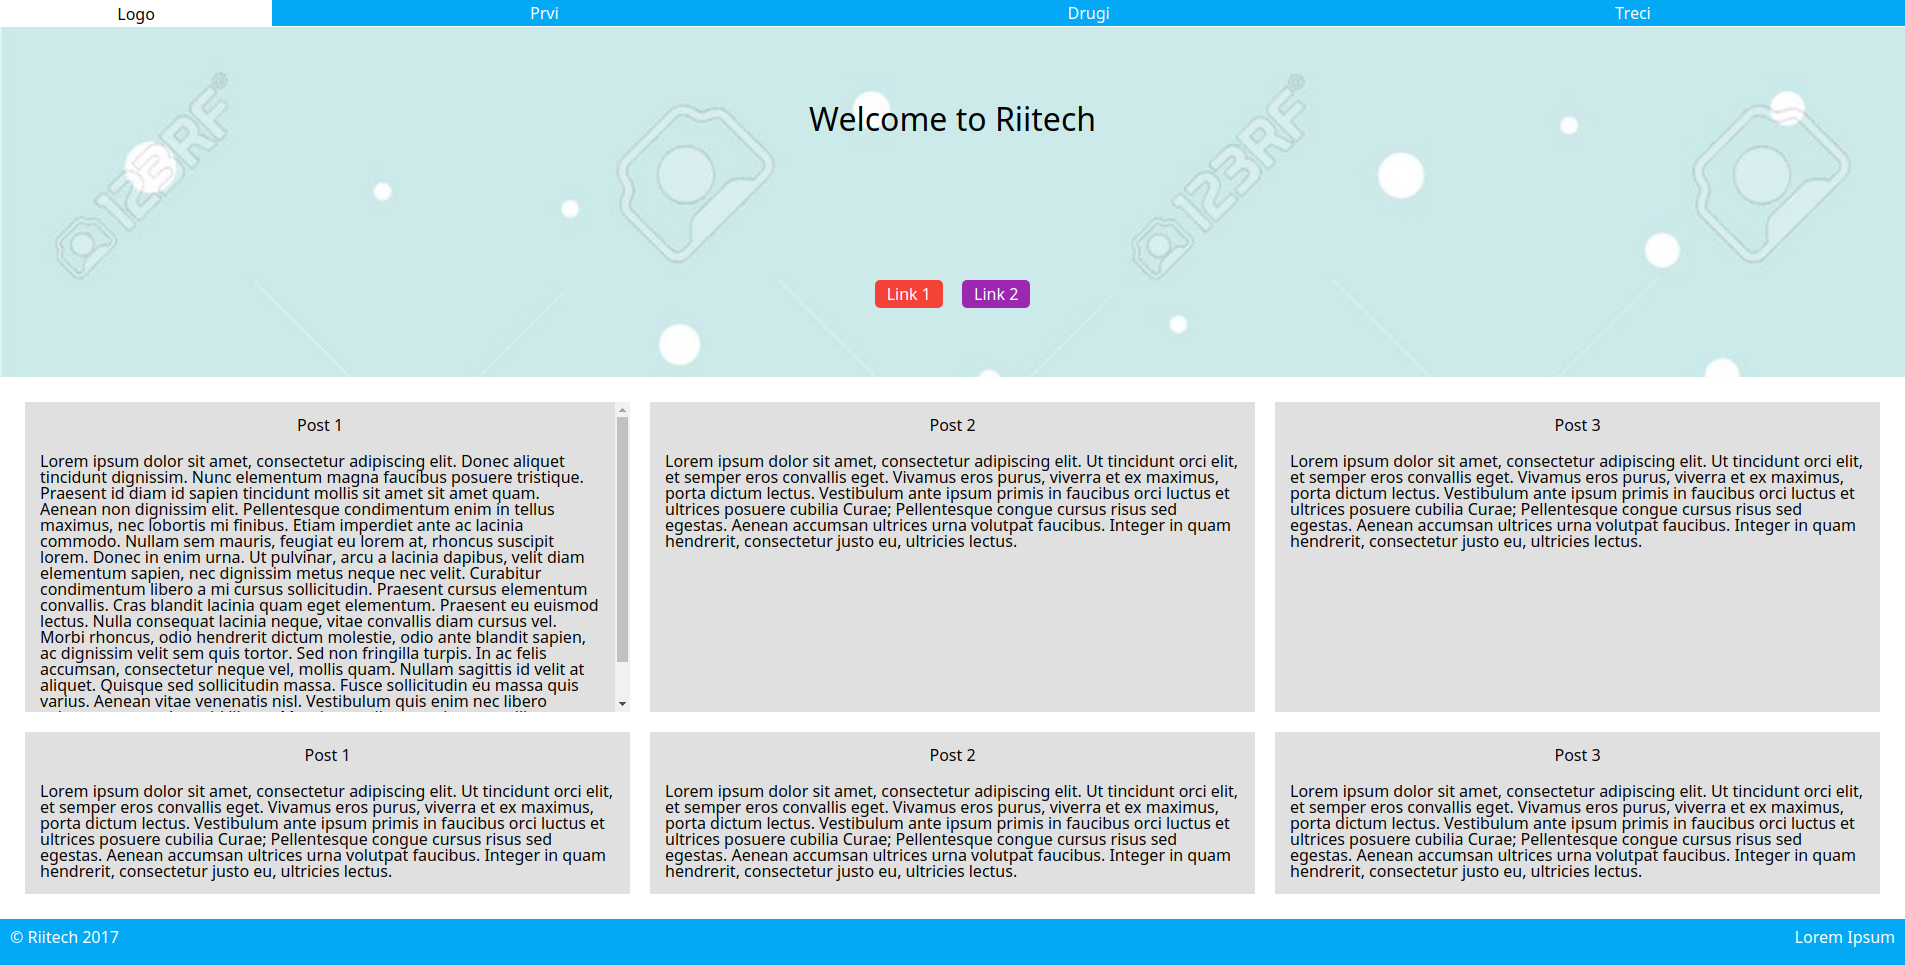 Logo Prvi Drugi Treci
123RF 123RF
Welcome to Riitech
Link 1 Link 2
Post 1
Lorem ipsum dolor sit amet, consectetur adipiscing elit. Donec aliquet
tincidunt dignissim. Nunc elementum magna faucibus posuere tristique.
Praesent id diam id sapien tincidunt mollis sit amet sit amet quam.
Aenean non dignissim elit. Pellentesque condimentum enim in tellus
maximus, nec lobortis mi finibus. Etiam imperdiet ante ac lacinia
commodo. Nullam sem mauris, feugiat eu lorem at, rhoncus suscipit
lorem. Donec in enim urna. Ut pulvinar, arcu a lacinia dapibus, velit diam
elementum sapien, nec dignissim metus neque nec velit. Curabitur
condimentum libero a mi cursus sollicitudin. Praesent cursus elementum
convallis. Cras blandit lacinia quam eget elementum. Praesent eu euismod
lectus. Nulla consequat lacinia neque, vitae convallis diam cursus vel.
Morbi rhoncus, odio hendrerit dictum molestie, odio ante blandit sapien,
ac dignissim velit sem quis tortor. Sed non fringilla turpis. In ac felis
accumsan, consectetur neque vel, mollis quam. Nullam sagittis id velit at
aliquet. Quisque sed sollicitudin massa. Fusce sollicitudin eu massa quis
varius. Aenean vitae venenatis nisl. Vestibulum quis enim nec libero
Post 2
Lorem ipsum dolor sit amet, consectetur adipiscing elit. Ut tincidunt orci elit,
et semper eros convallis eget. Vivamus eros purus, viverra et ex maximus,
porta dictum lectus. Vestibulum ante ipsum primis in faucibus orci luctus et
ultrices posuere cubilia Curae; Pellentesque congue cursus risus sed
egestas. Aenean accumsan ultrices urna volutpat faucibus. Integer in quam
hendrerit, consectetur justo eu, ultricies lectus.
Post 3
Lorem ipsum dolor sit amet, consectetur adipiscing elit. Ut tincidunt orci elit,
et semper eros convallis eget. Vivamus eros purus, viverra et ex maximus,
porta dictum lectus. Vestibulum ante ipsum primis in faucibus orci luctus et
ultrices posuere cubilia Curae; Pellentesque congue cursus risus sed
egestas. Aenean accumsan ultrices urna volutpat faucibus. Integer in quam
hendrerit, consectetur justo eu, ultricies lectus.
Post 1
Lorem ipsum dolor sit amet, consectetur adipiscing elit. Ut tincidunt orci elit,
et semper eros convallis eget. Vivamus eros purus, viverra et ex maximus,
porta dictum lectus. Vestibulum ante ipsum primis in faucibus orci luctus et
ultrices posuere cubilia Curae; Pellentesque congue cursus risus sed
egestas. Aenean accumsan ultrices urna volutpat faucibus. Integer in quam
hendrerit, consectetur justo eu, ultricies lectus.
Post 2
Lorem ipsum dolor sit amet, consectetur adipiscing elit. Ut tincidunt orci elit,
et semper eros convallis eget. Vivamus eros purus, viverra et ex maximus,
porta dictum lectus. Vestibulum ante ipsum primis in faucibus orci luctus et
ultrices posuere cubilia Curae; Pellentesque congue cursus risus sed
egestas. Aenean accumsan ultrices urna volutpat faucibus. Integer in quam
hendrerit, consectetur justo eu, ultricies lectus.
Post 3
Lorem ipsum dolor sit amet, consectetur adipiscing elit. Ut tincidunt orci elit,
et semper eros convallis eget. Vivamus eros purus, viverra et ex maximus,
porta dictum lectus. Vestibulum ante ipsum primis in faucibus orci luctus et
ultrices posuere cubilia Curae; Pellentesque congue cursus risus sed
egestas. Aenean accumsan ultrices urna volutpat faucibus. Integer in quam
hendrerit, consectetur justo eu, ultricies lectus.
© Riitech 2017 Lorem Ipsum